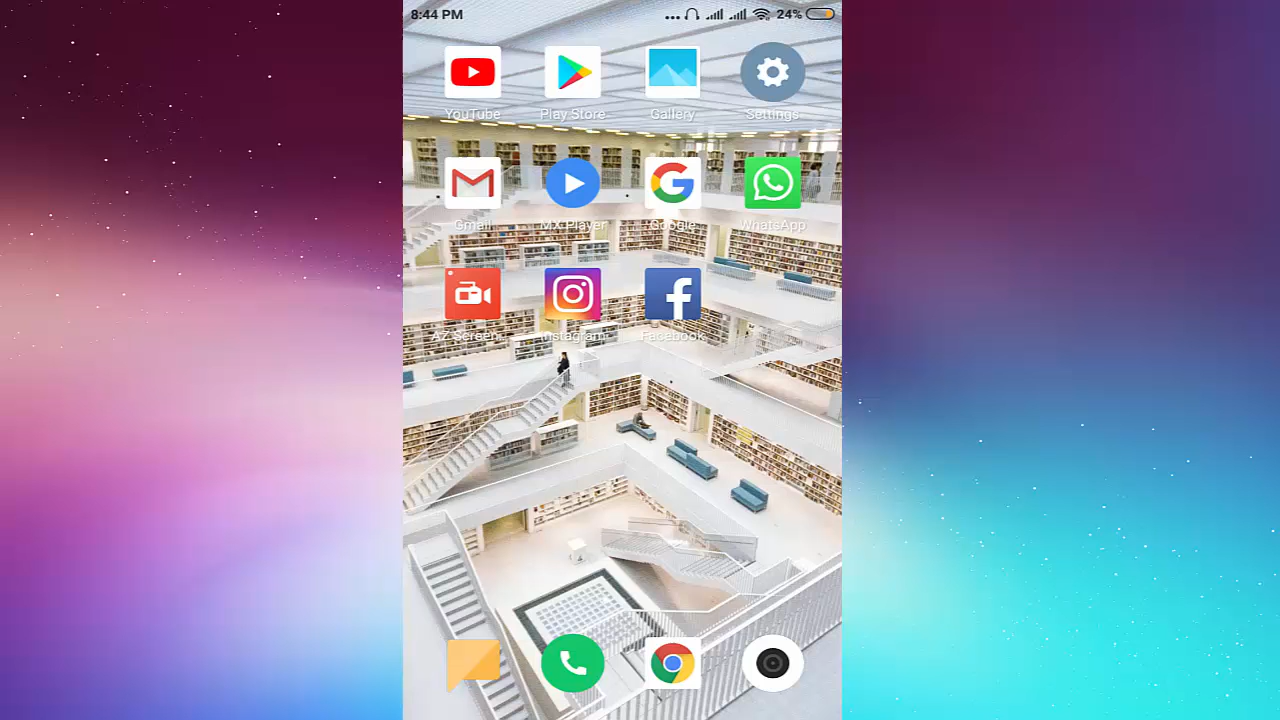 8:44 PM 24%
YouTube Play Store Gallery Settings
Gmail MX Player Google WhatsApp
AZ Screen... Instagram Facebook